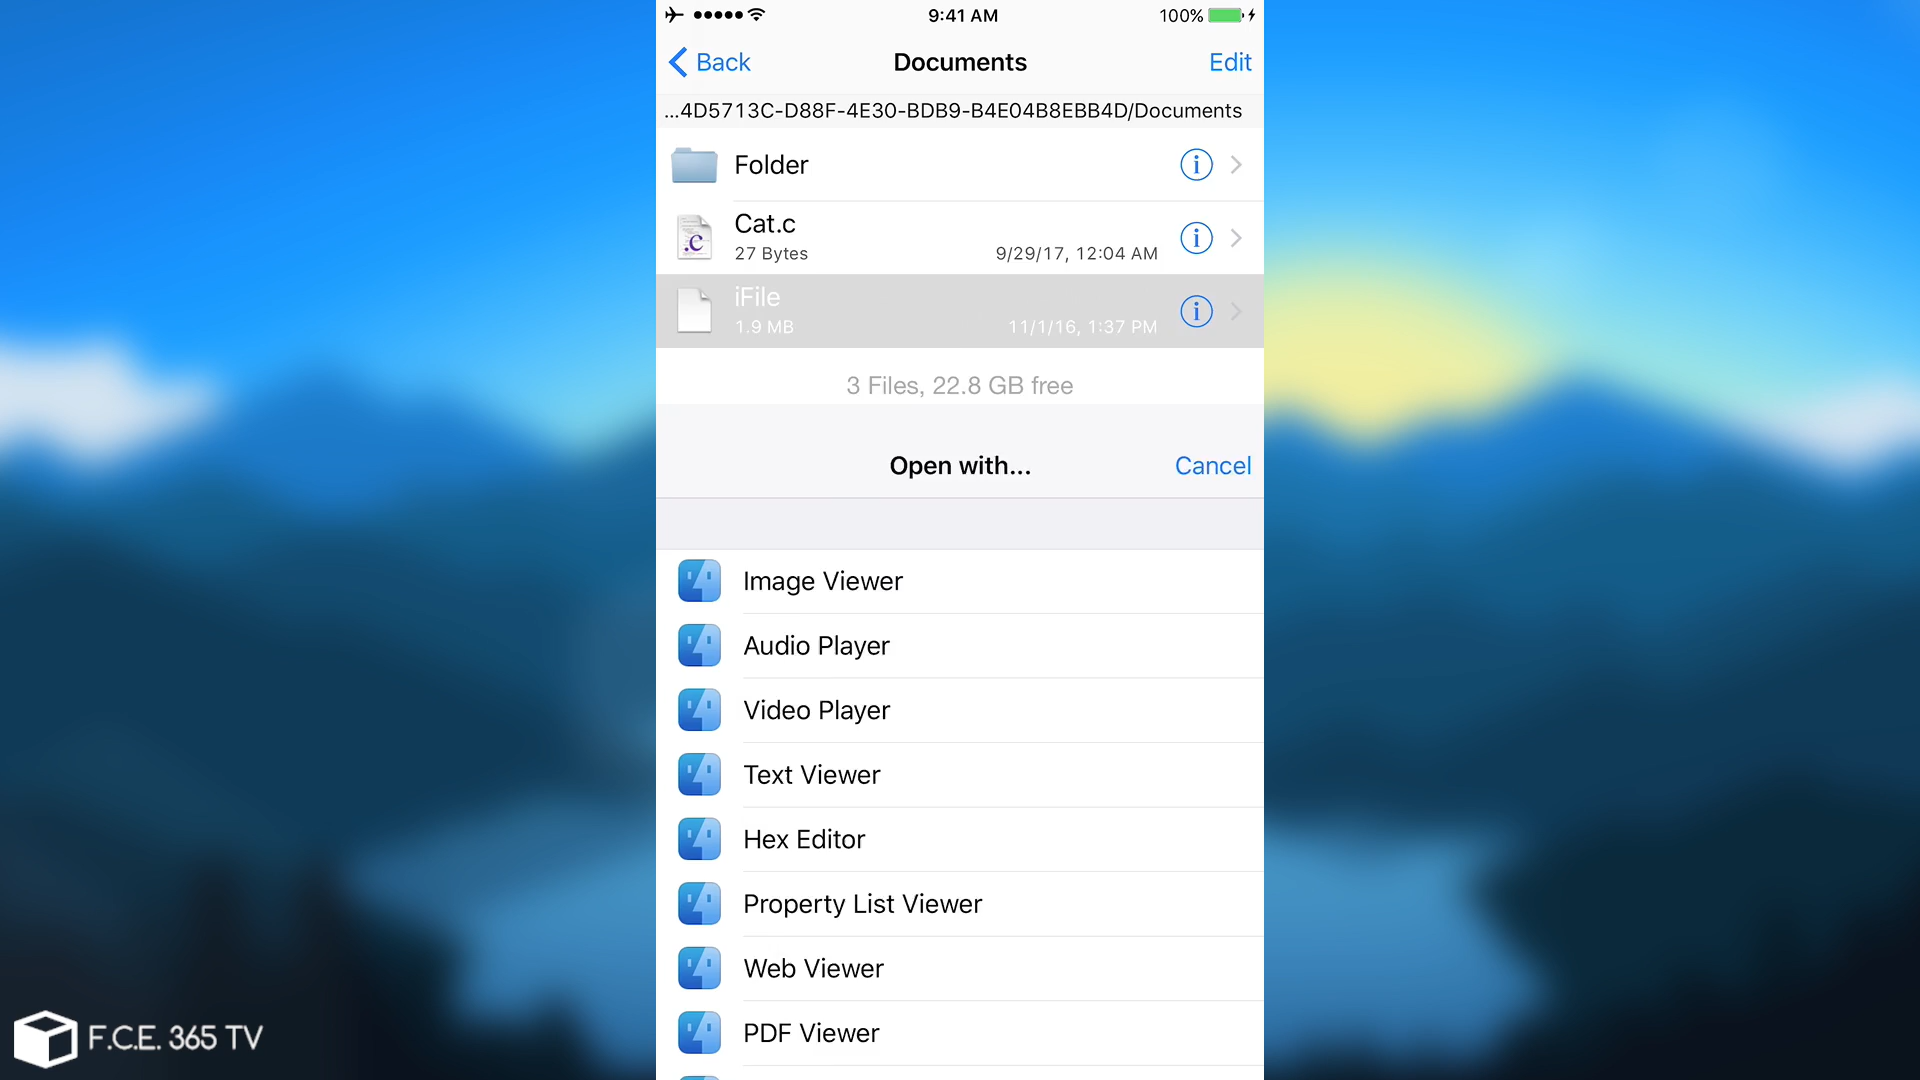 9:41 AM
100%
Back
Documents
Edit
...4D5713C-D88F-4E30-BDB9-B4E04B8EBB4D/Documents
Folder
Cat.c
27 Bytes
9/29/17, 12:04 AM
iFile
1.9 MB
11/1/16, 1:37 PM
3 Files, 22.8 GB free
Open with...
Cancel
Image Viewer
Audio Player
Video Player
Text Viewer
Hex Editor
Property List Viewer
Web Viewer
PDF Viewer
F.C.E. 365 TV